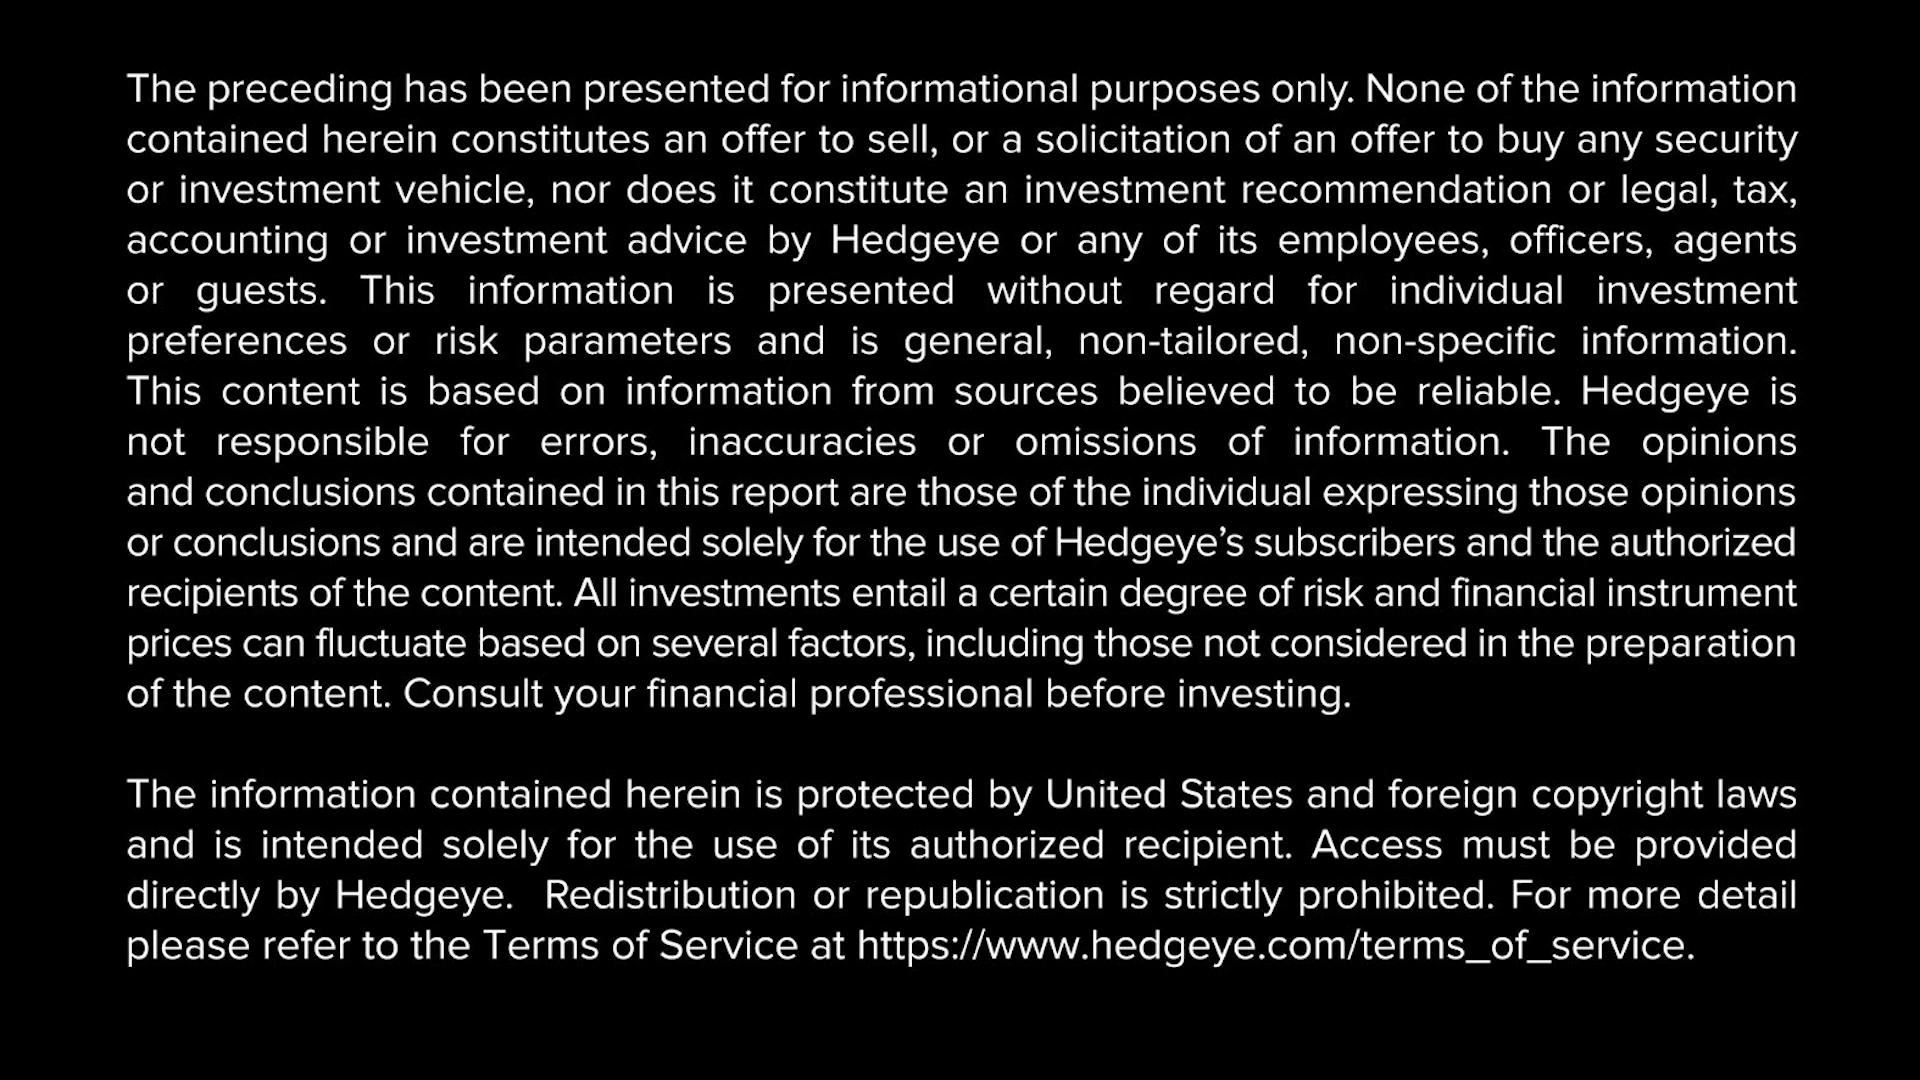 The preceding has been presented for informational purposes only. None of the information
contained herein constitutes an offer to sell, or a solicitation of an offer to buy any security
or investment vehicle, nor does it constitute an investment recommendation or legal, tax,
accounting or investment advice by Hedgeye or any of its employees, officers, agents
or guests. This information is presented without regard for individual investment
preferences or risk parameters and is general, non-tailored, non-specific information.
This content is based on information from sources believed to be reliable. Hedgeye is
not responsible for errors, inaccuracies or omissions of information. The opinions
and conclusions contained in this report are those of the individual expressing those opinions
or conclusions and are intended solely for the use of Hedgeye’s subscribers and the authorized
recipients of the content. All investments entail a certain degree of risk and financial instrument
prices can fluctuate based on several factors, including those not considered in the preparation
of the content. Consult your financial professional before investing.
The information contained herein is protected by United States and foreign copyright laws
and is intended solely for the use of its authorized recipient. Access must be provided
directly by Hedgeye.  Redistribution or republication is strictly prohibited. For more detail
please refer to the Terms of Service at https://www.hedgeye.com/terms_of_service.